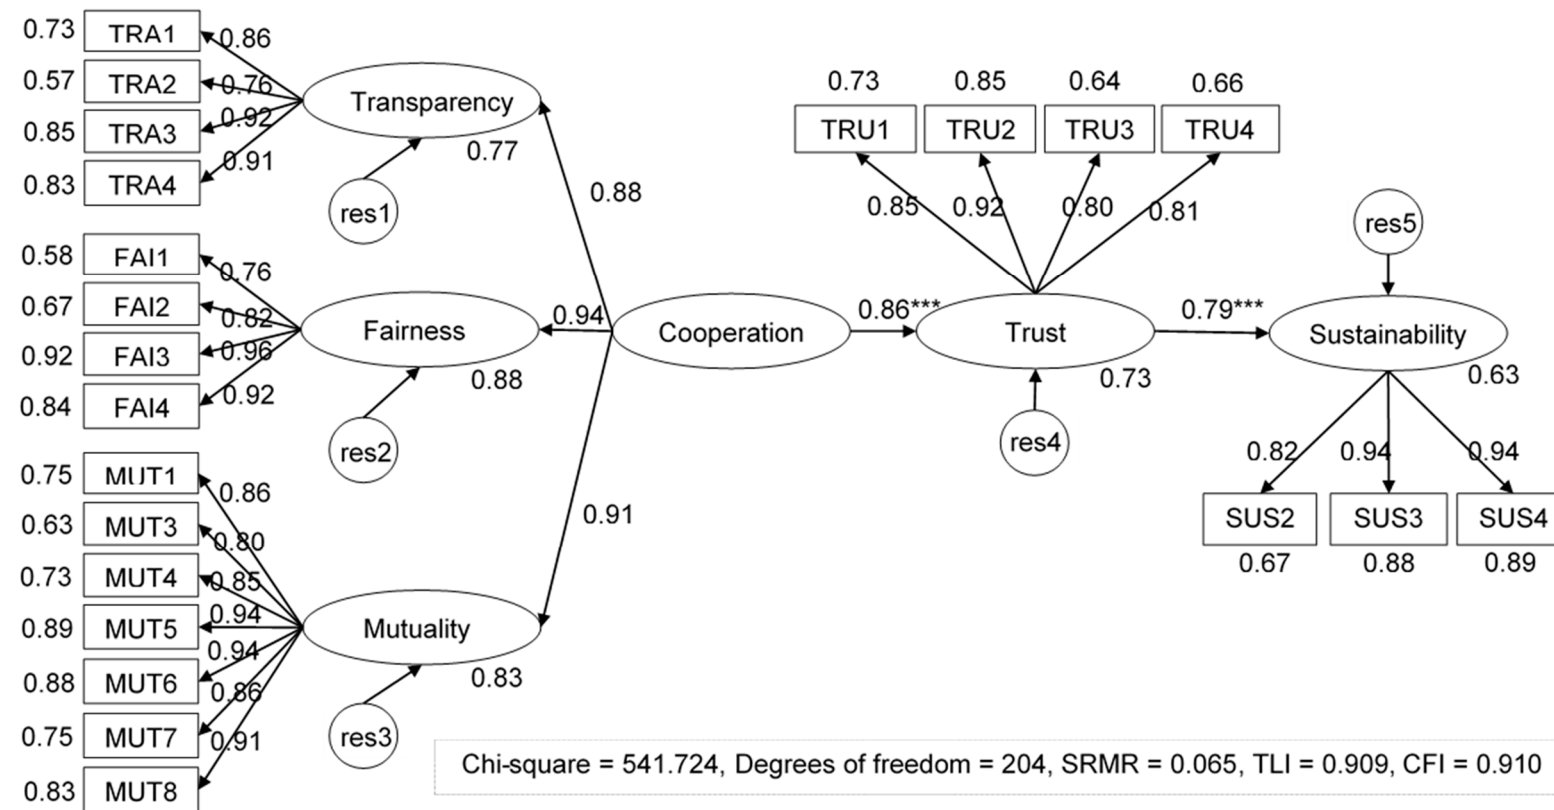 0.73 TRA1 0.86
0.57 TRA2 0.76
0.85 TRA3 0.92
0.83 TRA4 0.91
Transparency
0.77
res1
0.88
0.58 FAI1 0.76
0.67 FAI2 0.82
0.92 FAI3 0.96
0.84 FAI4 0.92
Fairness
0.88
res2
0.94
Cooperation
0.86***
0.75 MUT1 0.86
0.63 MUT3 0.80
0.73 MUT4 0.85
0.89 MUT5 0.94
0.88 MUT6 0.94
0.75 MUT7 0.86
0.83 MUT8 0.91
Mutuality
0.83
res3
0.91
0.73 0.85 0.64 0.66
TRU1 TRU2 TRU3 TRU4
0.85 0.92 0.80 0.81
Trust
0.73
res4
0.79***
res5
Sustainability
0.63
0.82 0.94 0.94
SUS2 SUS3 SUS4
0.67 0.88 0.89
Chi-square = 541.724, Degrees of freedom = 204, SRMR = 0.065, TLI = 0.909, CFI = 0.910